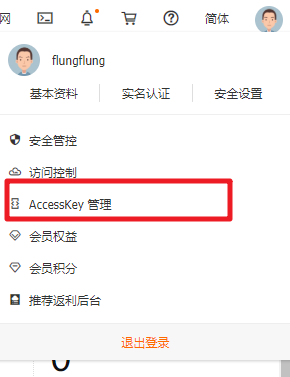 网 简体
flungflung
基本资料 实名认证 安全设置
安全管控
访问控制
AccessKey 管理
会员权益
会员积分
推荐返利后台
退出登录